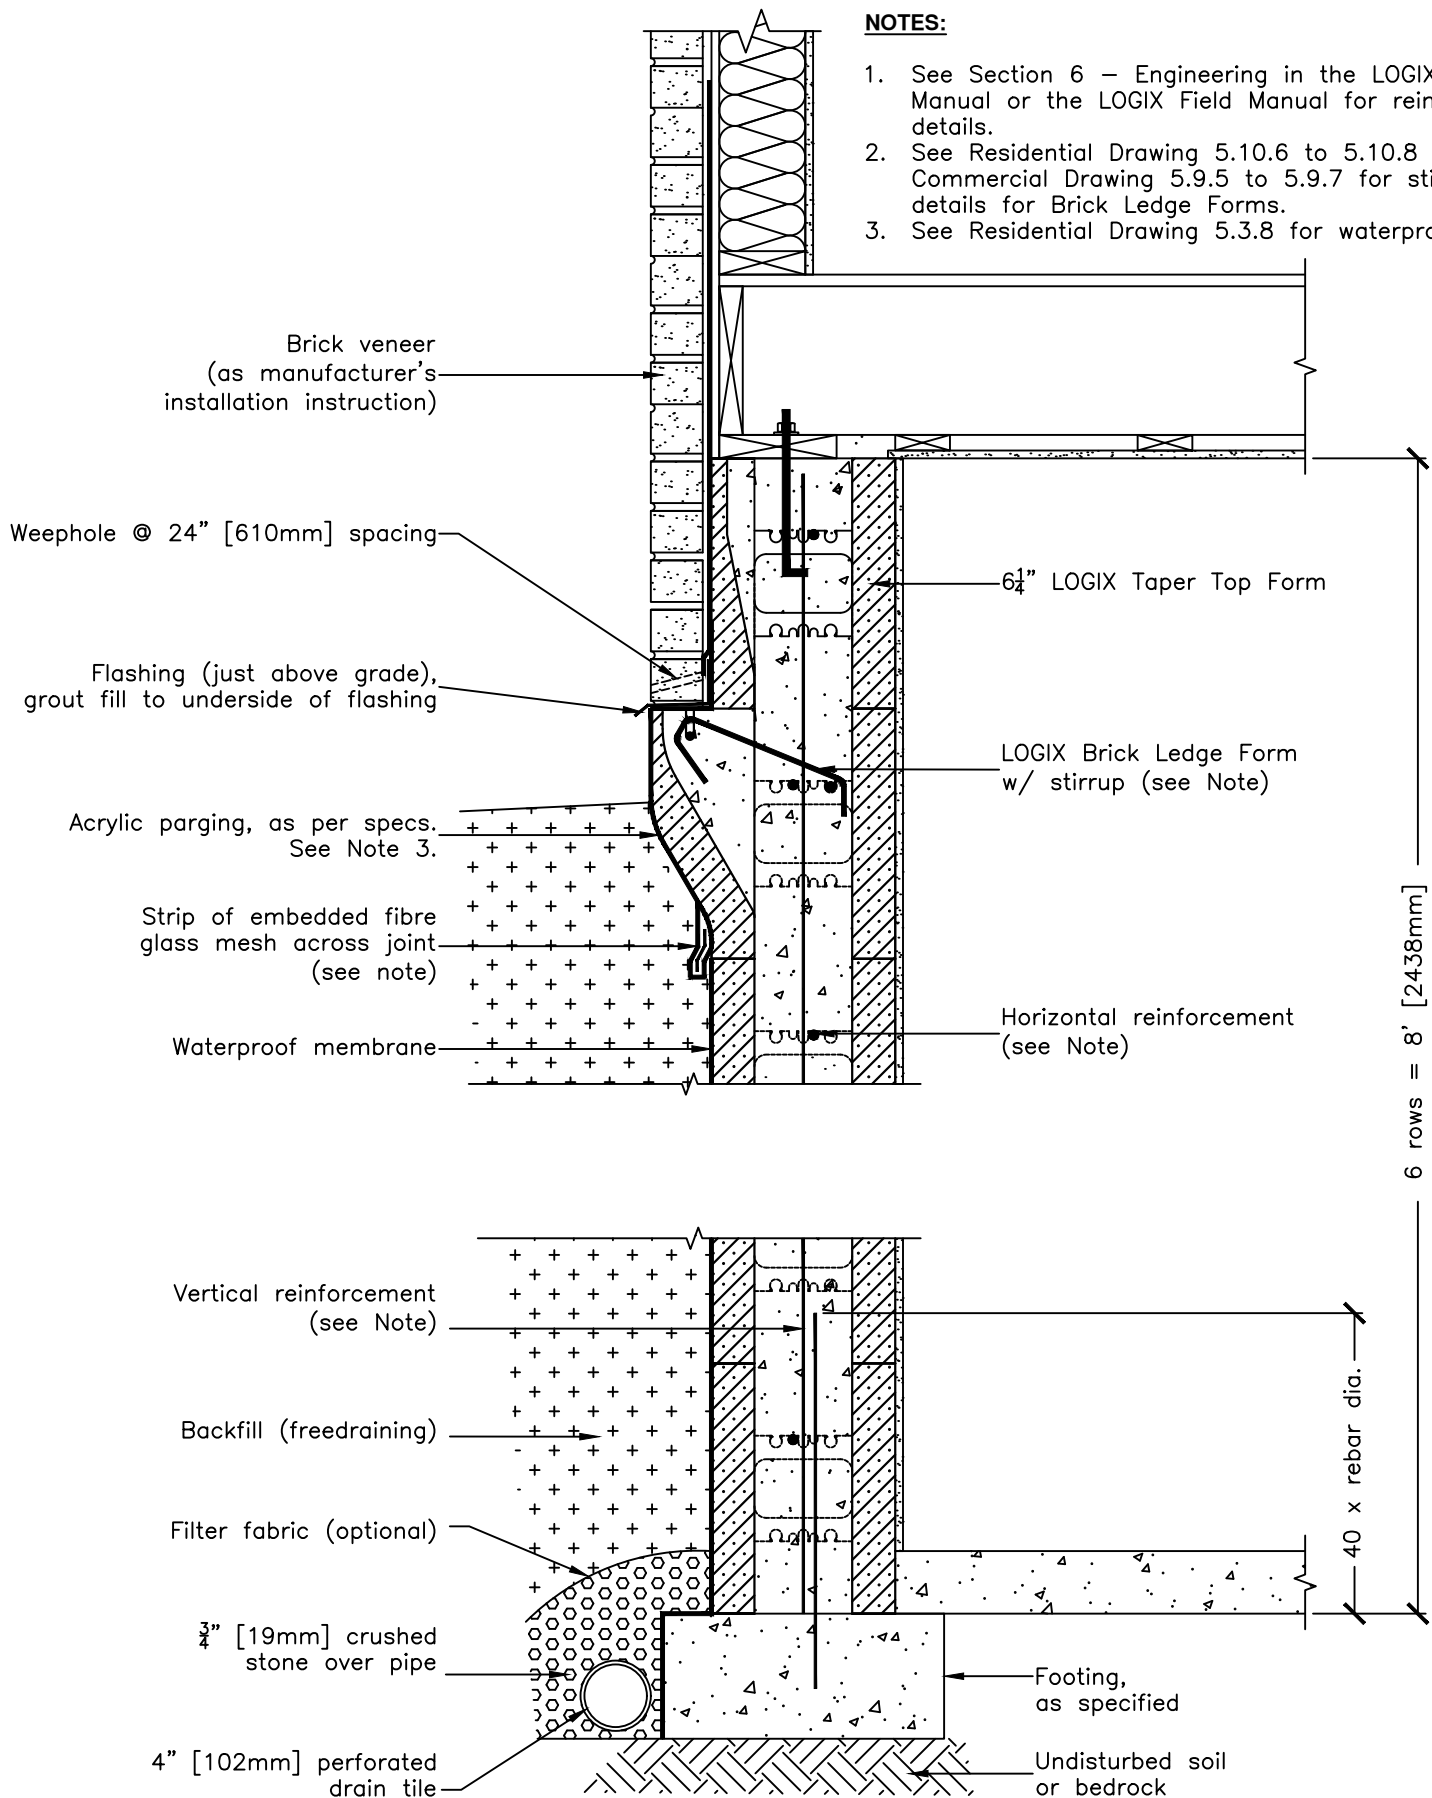 NOTES:
1. See Section 6 – Engineering in the LOGIX
Manual or the LOGIX Field Manual for
details.
2. See Residential Drawing 5.10.6 to 5.10.8
Commercial Drawing 5.9.5 to 5.9.7 for
details for Brick Ledge Forms.
3. See Residential Drawing 5.3.8 for
Brick veneer
(as manufacturer's
installation instruction)
Weephole @ 24" [610mm] spacing
6 1/4" LOGIX Taper Top Form
Flashing (just above grade),
grout fill to underside of flashing
LOGIX Brick Ledge Form
w/ stirrup (see Note)
Acrylic parging, as per specs.
See Note 3.
Strip of embedded fibre
glass mesh across joint
(see note)
Horizontal reinforcement
(see Note)
Waterproof membrane
6 rows = 8' [2438mm]
Vertical reinforcement
(see Note)
Backfill (freedraining)
40 x rebar dia.
Filter fabric (optional)
3/4" [19mm] crushed
stone over pipe
Footing,
as specified
4" [102mm] perforated
drain tile
Undisturbed soil
or bedrock